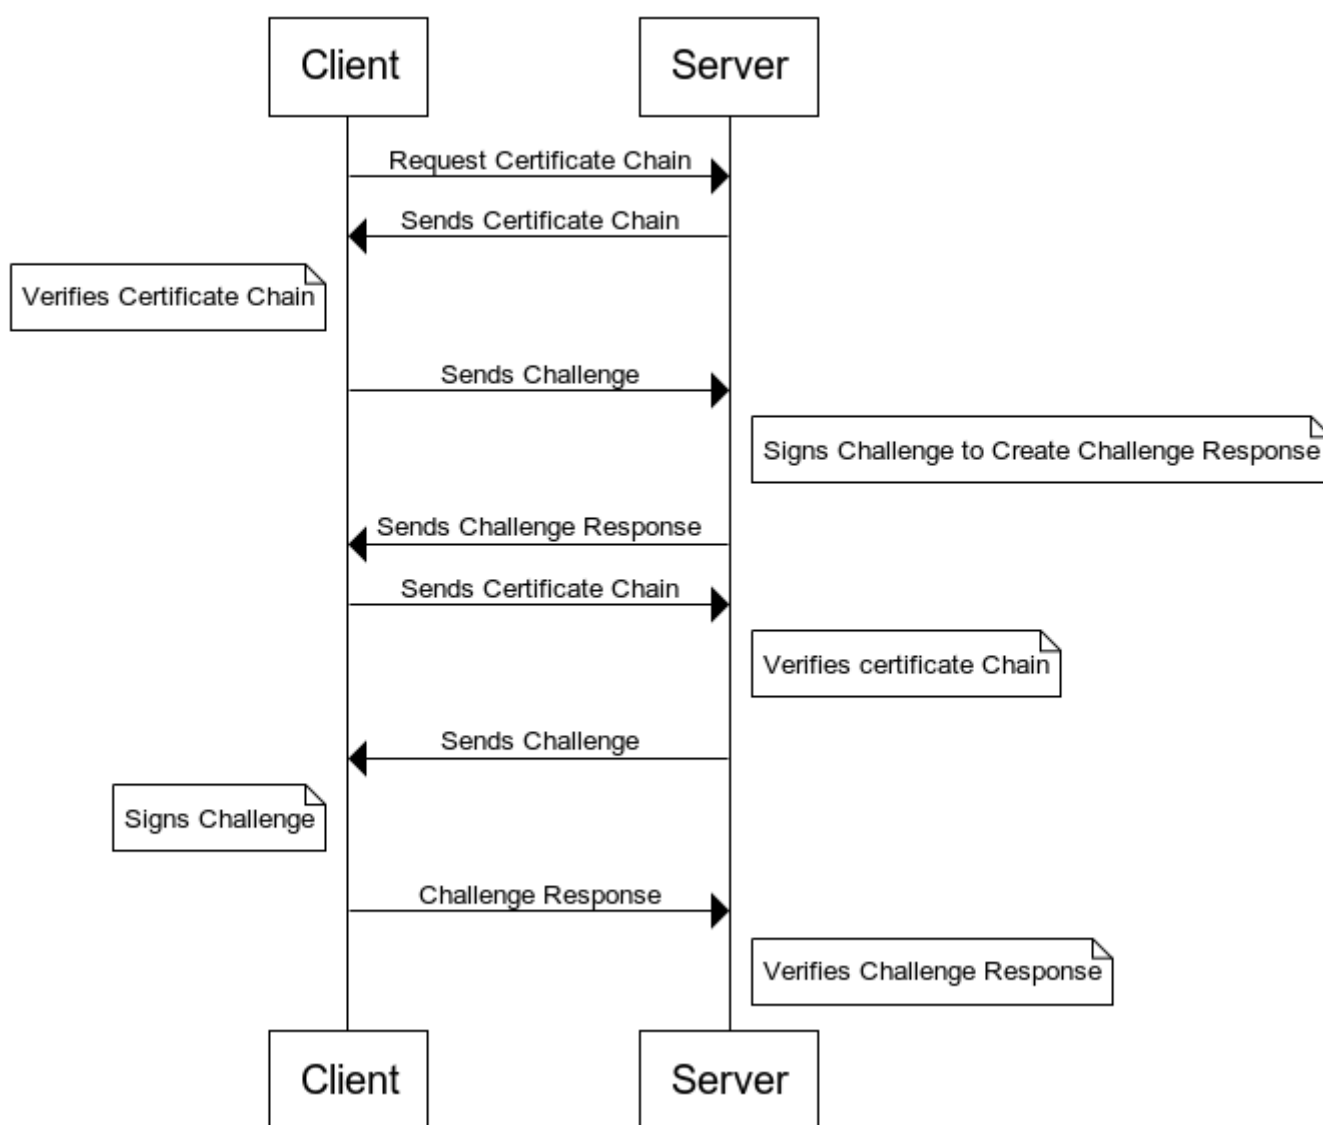 Client
Server
Request Certificate Chain
Sends Certificate Chain
Verifies Certificate Chain
Sends Challenge
Signs Challenge to Create Challenge Response
Sends Challenge Response
Sends Certificate Chain
Verifies certificate Chain
Sends Challenge
Signs Challenge
Challenge Response
Verifies Challenge Response
Client
Server